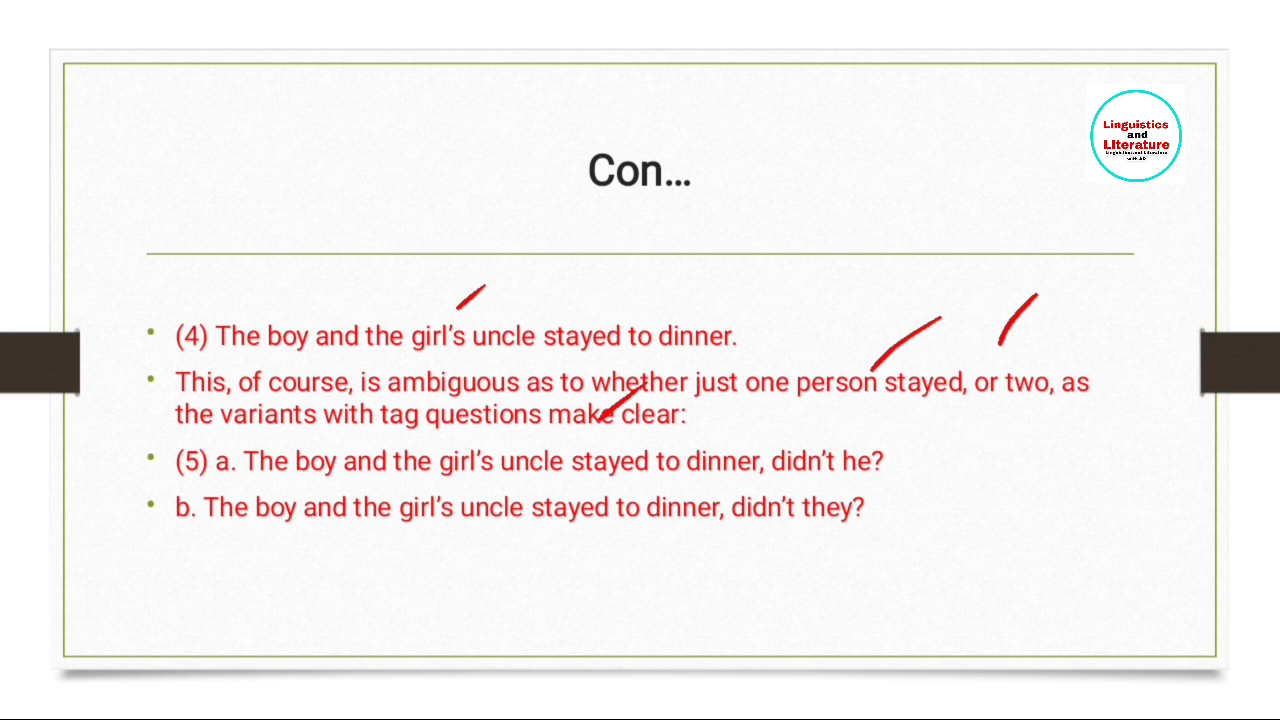 Linguistics
and
LIterature
Con...
(4) The boy and the girl’s uncle stayed to dinner.
This, of course, is ambiguous as to whether just one person stayed, or two, as
the variants with tag questions make clear:
(5) a. The boy and the girl’s uncle stayed to dinner, didn’t he?
b. The boy and the girl’s uncle stayed to dinner, didn’t they?